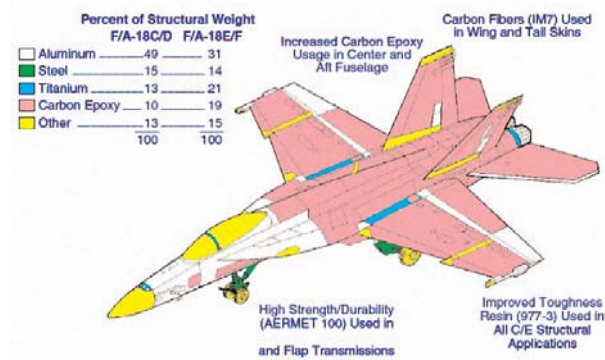 Percent of Structural Weight
F/A-18C/D F/A-18E/F
Aluminum 49 31
Steel 15 14
Titanium 13 21
Carbon Epoxy 10 19
Other 13 15
100 100
Increased Carbon Epoxy
Usage in Center and
Aft Fuselage
Carbon Fibers (IM7) Used
in Wing and Tail Skins
High Strength/Durability
(AERMET 100) Used in
and Flap Transmissions
Improved Toughness
Resin (977-3) Used in
All C/E Structural
Applications